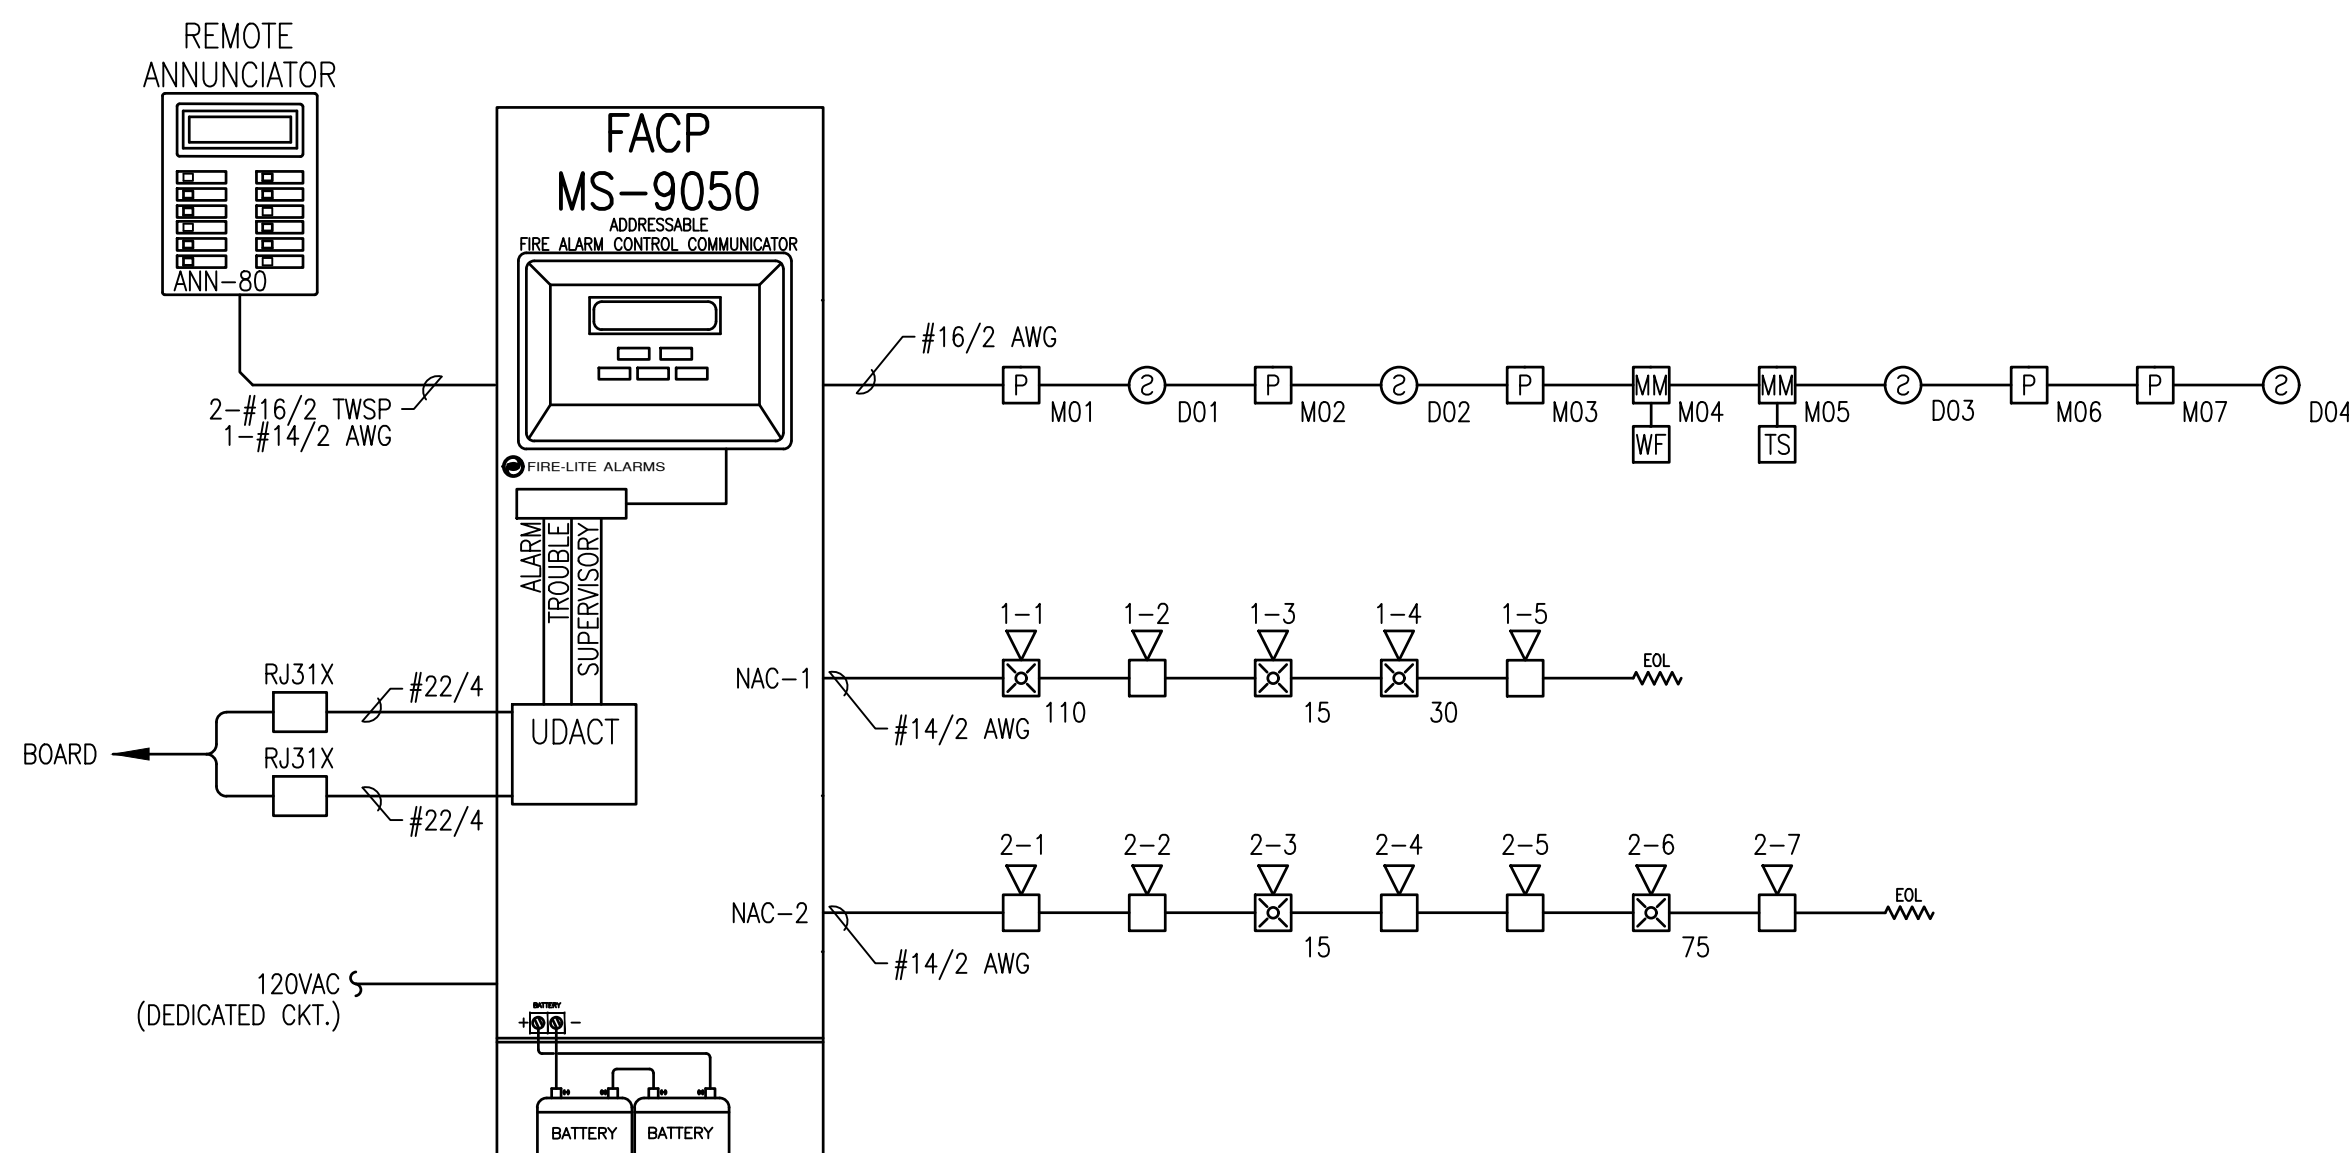 REMOTE
ANNUNCIATOR
ANN-80
2-#16/2 TWSP
1-#14/2 AWG
FACP
MS-9050
ADDRESSABLE
FIRE ALARM CONTROL COMMUNICATOR
FIRE-LITE ALARMS
ALARM
TROUBLE
SUPERVISORY
UDACT
RJ31X
#22/4
BOARD
RJ31X
#22/4
120VAC
(DEDICATED CKT.)
BATTERY
+ -
BATTERY BATTERY
#16/2 AWG
P P P MM MM P P
M01 D01 M02 D02 M03 M04 M05 D03 M06 M07 D04
WF TS
1-1 1-2 1-3 1-4 1-5
NAC-1
EOL
110 15 30
#14/2 AWG
2-1 2-2 2-3 2-4 2-5 2-6 2-7
NAC-2
EOL
15 75
#14/2 AWG